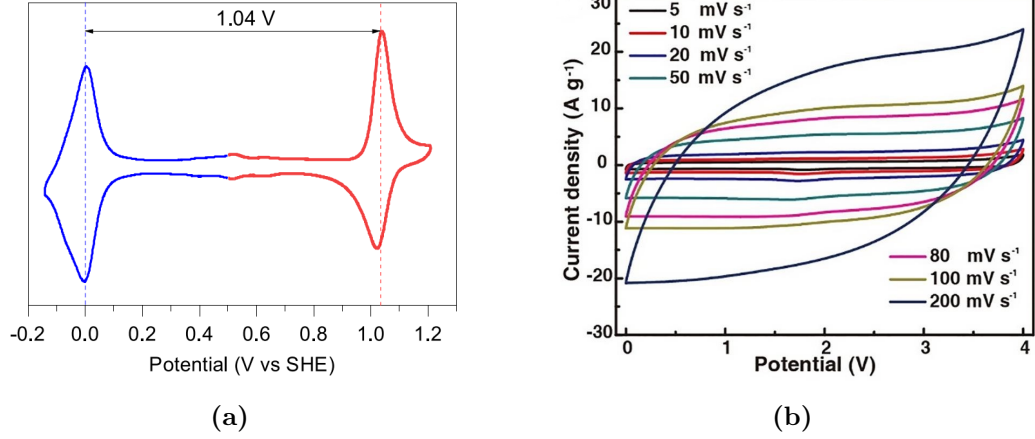 1.04 V
-0.2 0.0 0.2 0.4 0.6 0.8 1.0 1.2
Potential (V vs SHE)
(a)
30
20
10
0
-10
-20
-30
Current density (A g⁻¹)
5 mV s⁻¹
10 mV s⁻¹
20 mV s⁻¹
50 mV s⁻¹
80 mV s⁻¹
100 mV s⁻¹
200 mV s⁻¹
0 1 2 3 4
Potential (V)
(b)